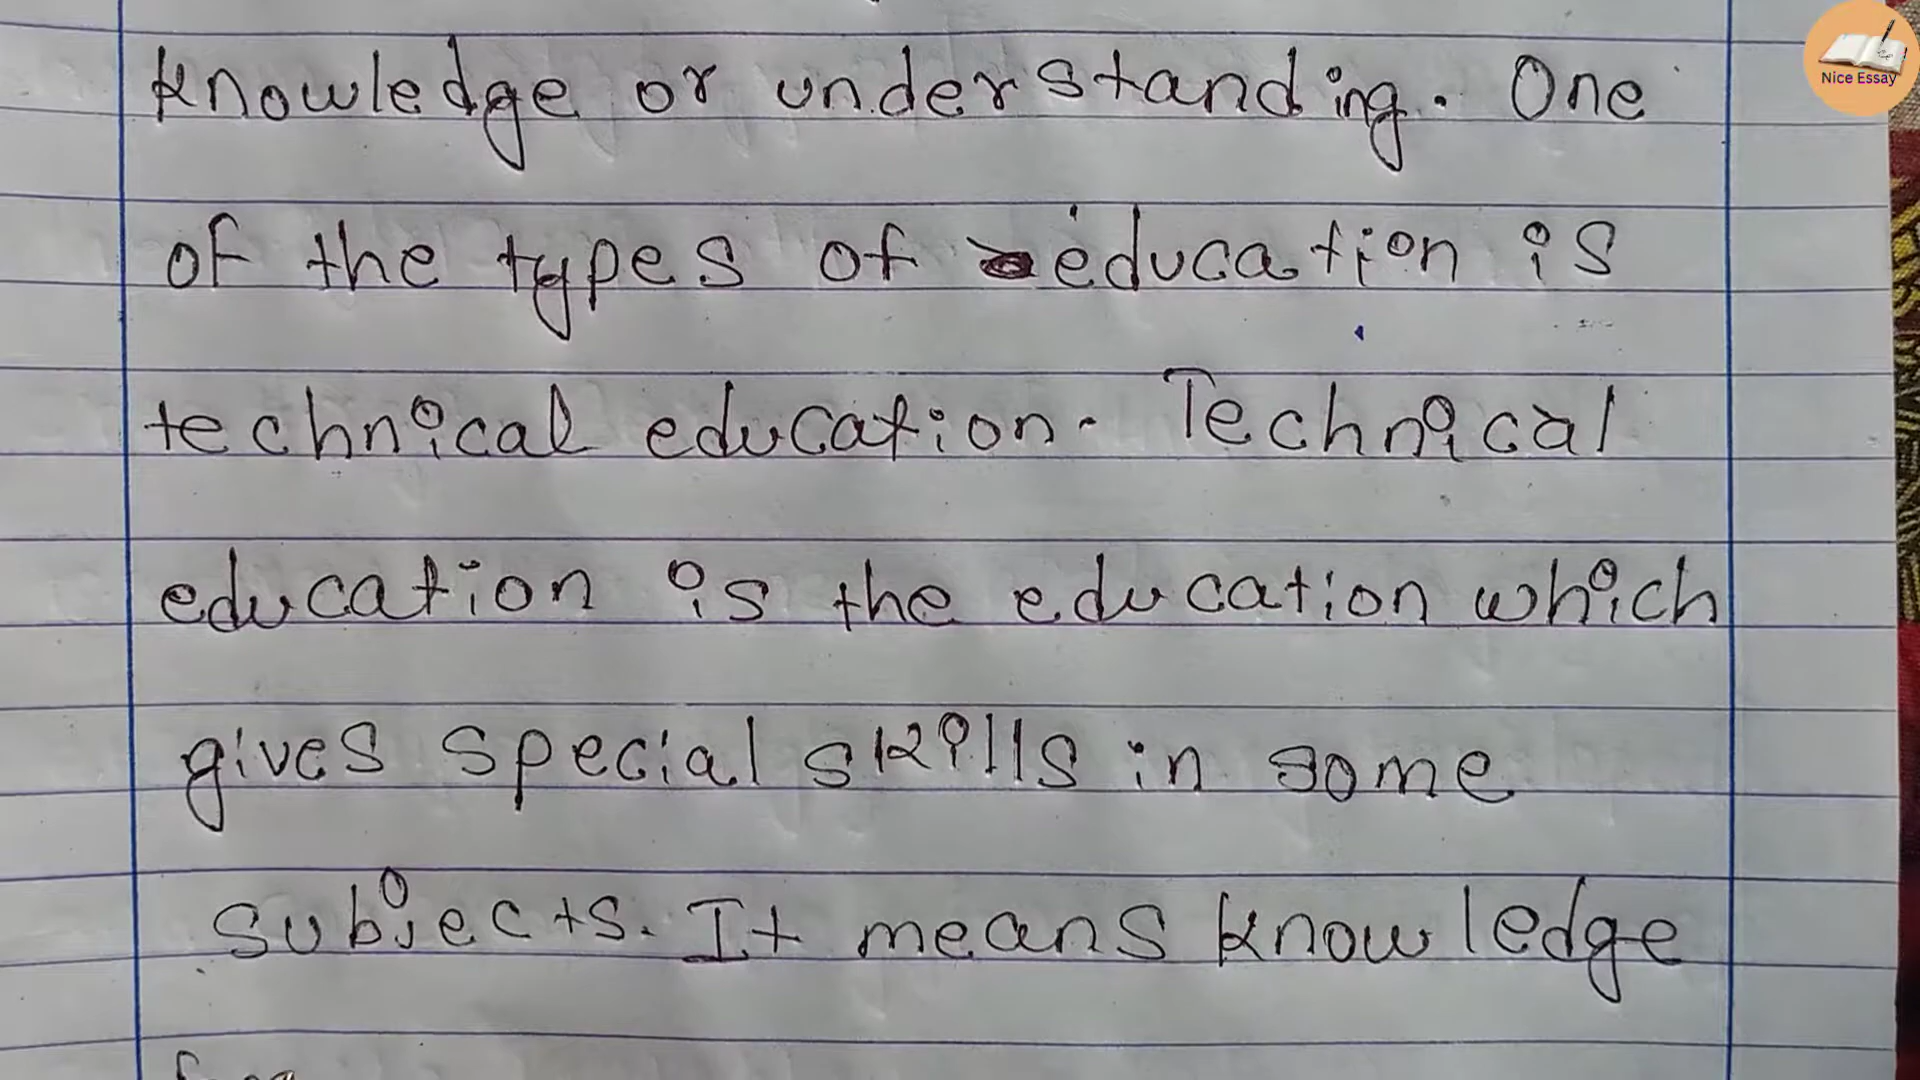 knowledge or understanding. One
of the types of education is
technical education. Technical
education is the education which
gives special skills in some
subjects. It means knowledge
Nice Essay